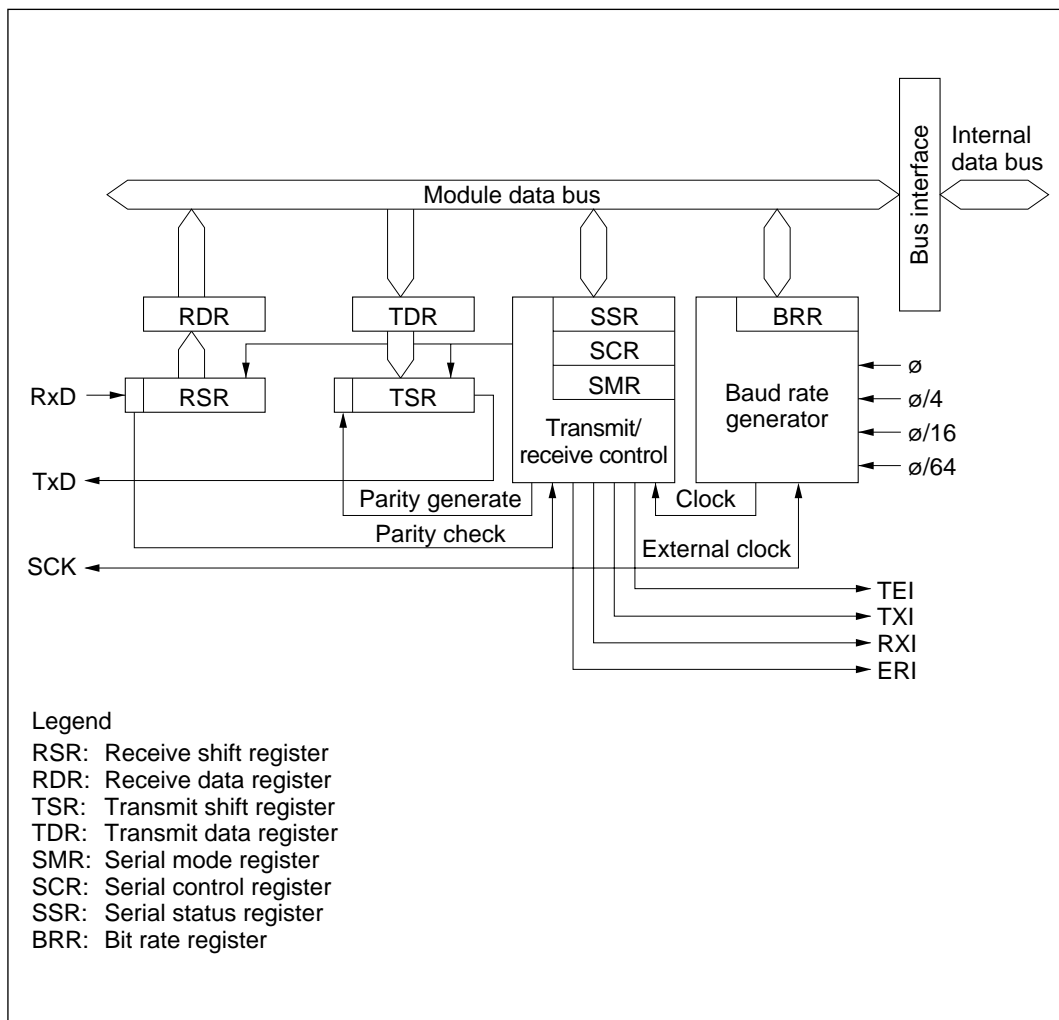 Internal
data bus
Bus interface
Module data bus
RDR
TDR
SSR
BRR
SCR
SMR
RxD
RSR
TSR
Baud rate
generator
ø
ø/4
ø/16
ø/64
Transmit/
receive control
TxD
Parity generate
Clock
Parity check
External clock
SCK
TEI
TXI
RXI
ERI
Legend
RSR: Receive shift register
RDR: Receive data register
TSR: Transmit shift register
TDR: Transmit data register
SMR: Serial mode register
SCR: Serial control register
SSR: Serial status register
BRR: Bit rate register